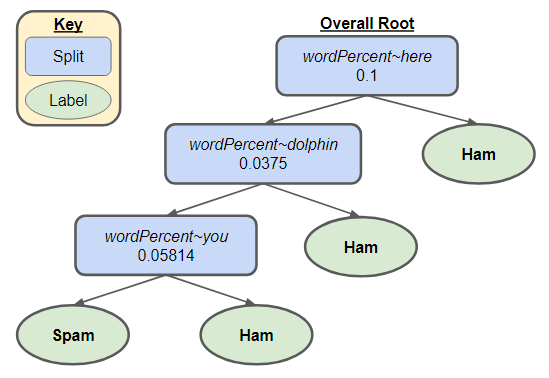 Key
Split
Label
Overall Root
wordPercent~here
0.1
wordPercent~dolphin
0.0375
Ham
wordPercent~you
0.05814
Ham
Spam
Ham